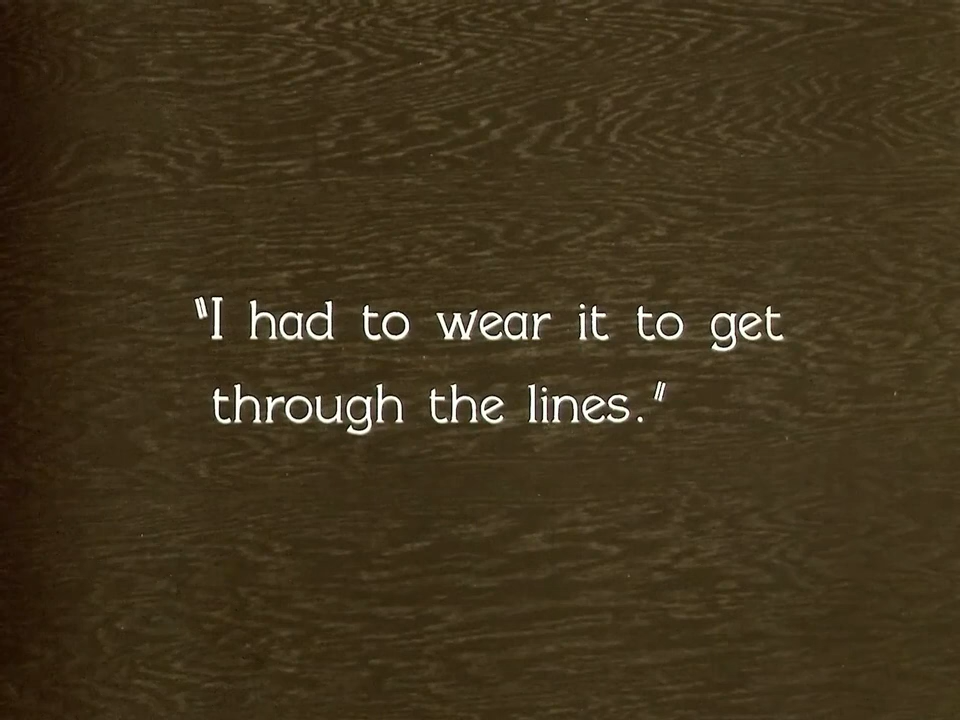 "I had to wear it to get
through the lines."